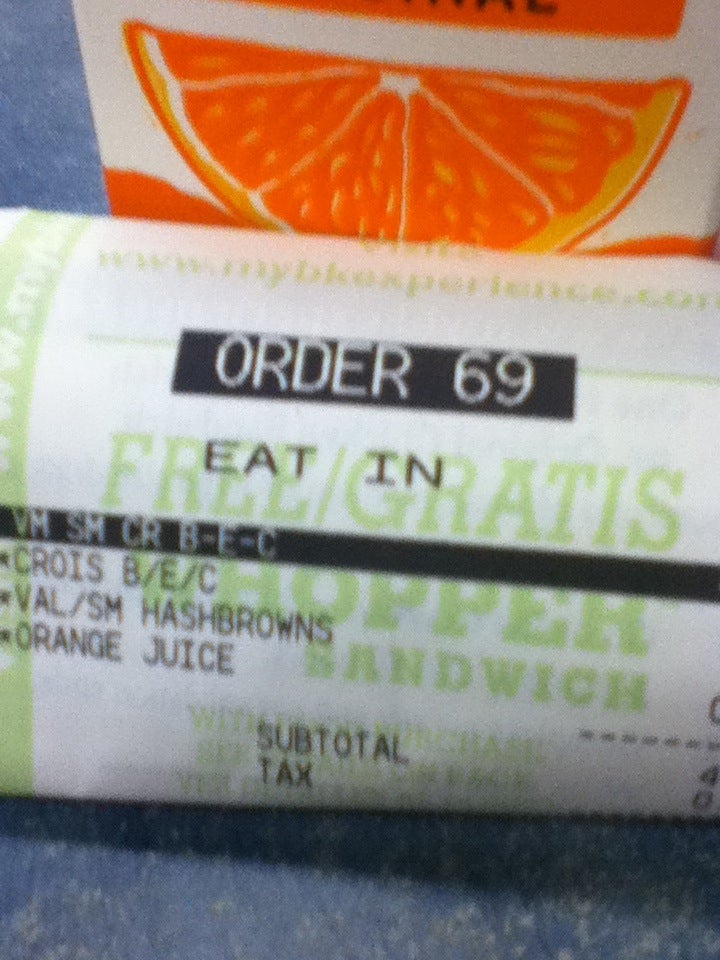 www.mybkexperience.com
ORDER 69
EAT IN
FREE/GRATIS
VM SM CR B-E-C
*CROIS B/E/C
WHOPPER
*VAL/SM HASHBROWNS
*ORANGE JUICE
SANDWICH
SUBTOTAL
TAX